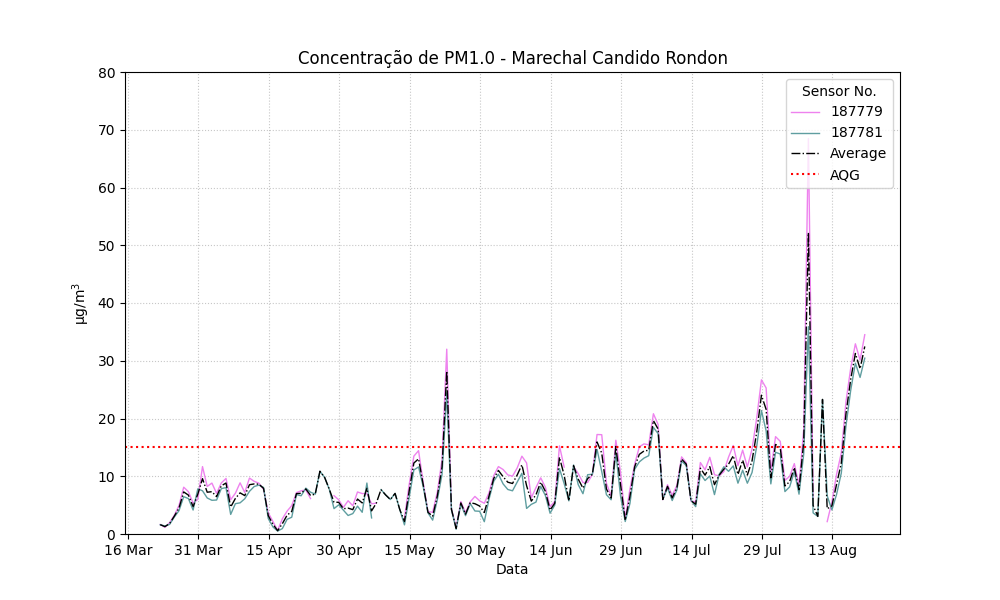 Concentração de PM1.0 - Marechal Candido Rondon
80
70
60
50
40
30
20
10
0
µg/m³
16 Mar 31 Mar 15 Apr 30 Apr 15 May 30 May 14 Jun 29 Jun 14 Jul 29 Jul 13 Aug
Data
Sensor No.
187779
187781
Average
AQG